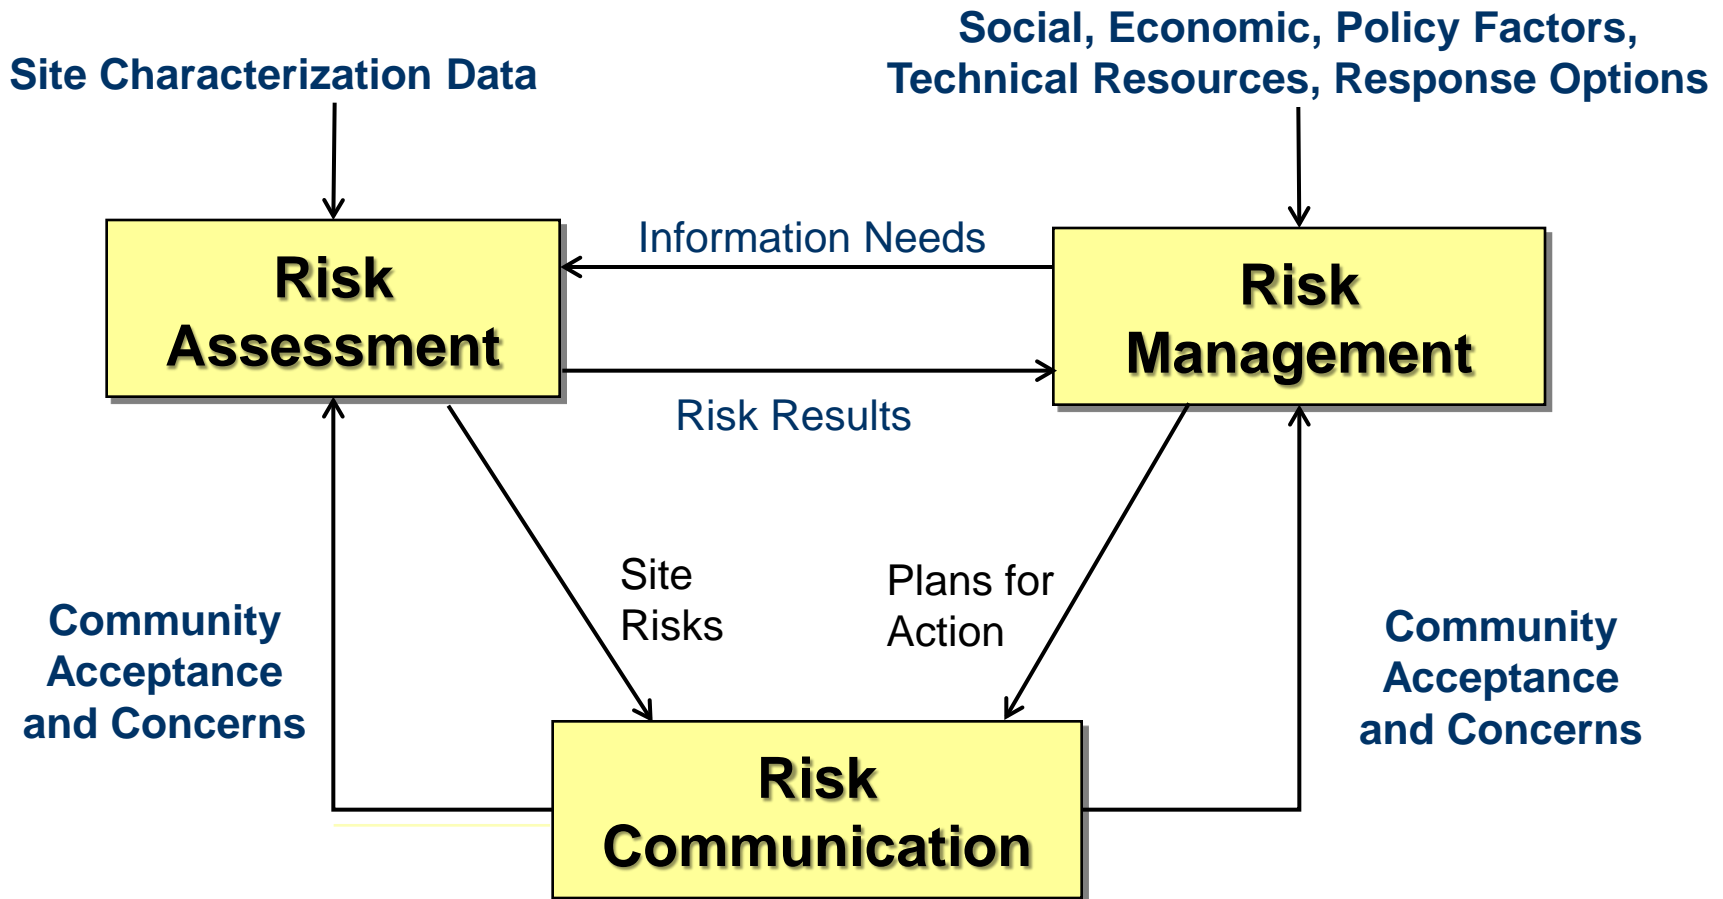 Site Characterization Data
Social, Economic, Policy Factors,
Technical Resources, Response Options
Risk
Assessment
Information Needs
Risk Results
Risk
Management
Site
Risks
Plans for
Action
Community
Acceptance
and Concerns
Community
Acceptance
and Concerns
Risk
Communication